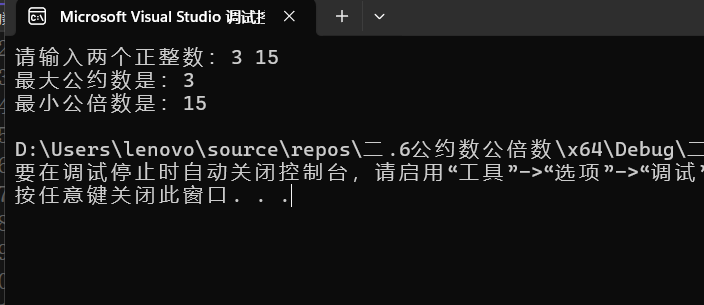 Microsoft Visual Studio 调试
请输入两个正整数：3 15
最大公约数是：3
最小公倍数是：15
D:\Users\lenovo\source\repos\二.6公约数公倍数\x64\Debug\二
要在调试停止时自动关闭控制台，请启用“工具”->“选项”->“调试”
按任意键关闭此窗口. . .